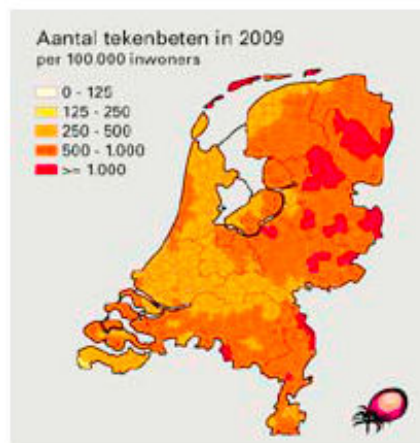 Aantal tekenbeten in 2009
per 100.000 inwoners
0 - 125
125 - 250
250 - 500
500 - 1.000
>= 1.000